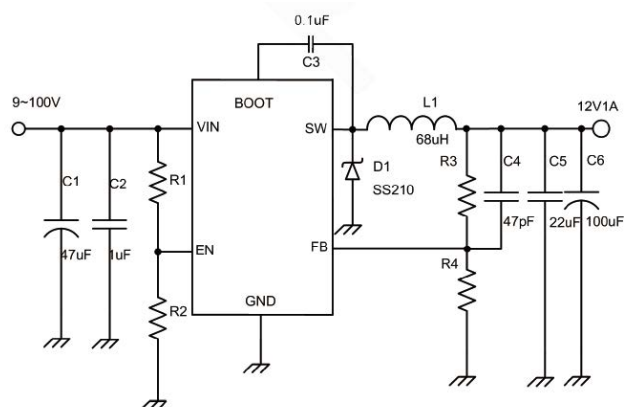 0.1uF
C3
9~100V
BOOT
L1
12V1A
VIN
SW
68uH
C1
C2
R1
D1
SS210
R3
C4
C5
C6
47uF
1uF
EN
FB
47pF
22uF
100uF
R2
R4
GND